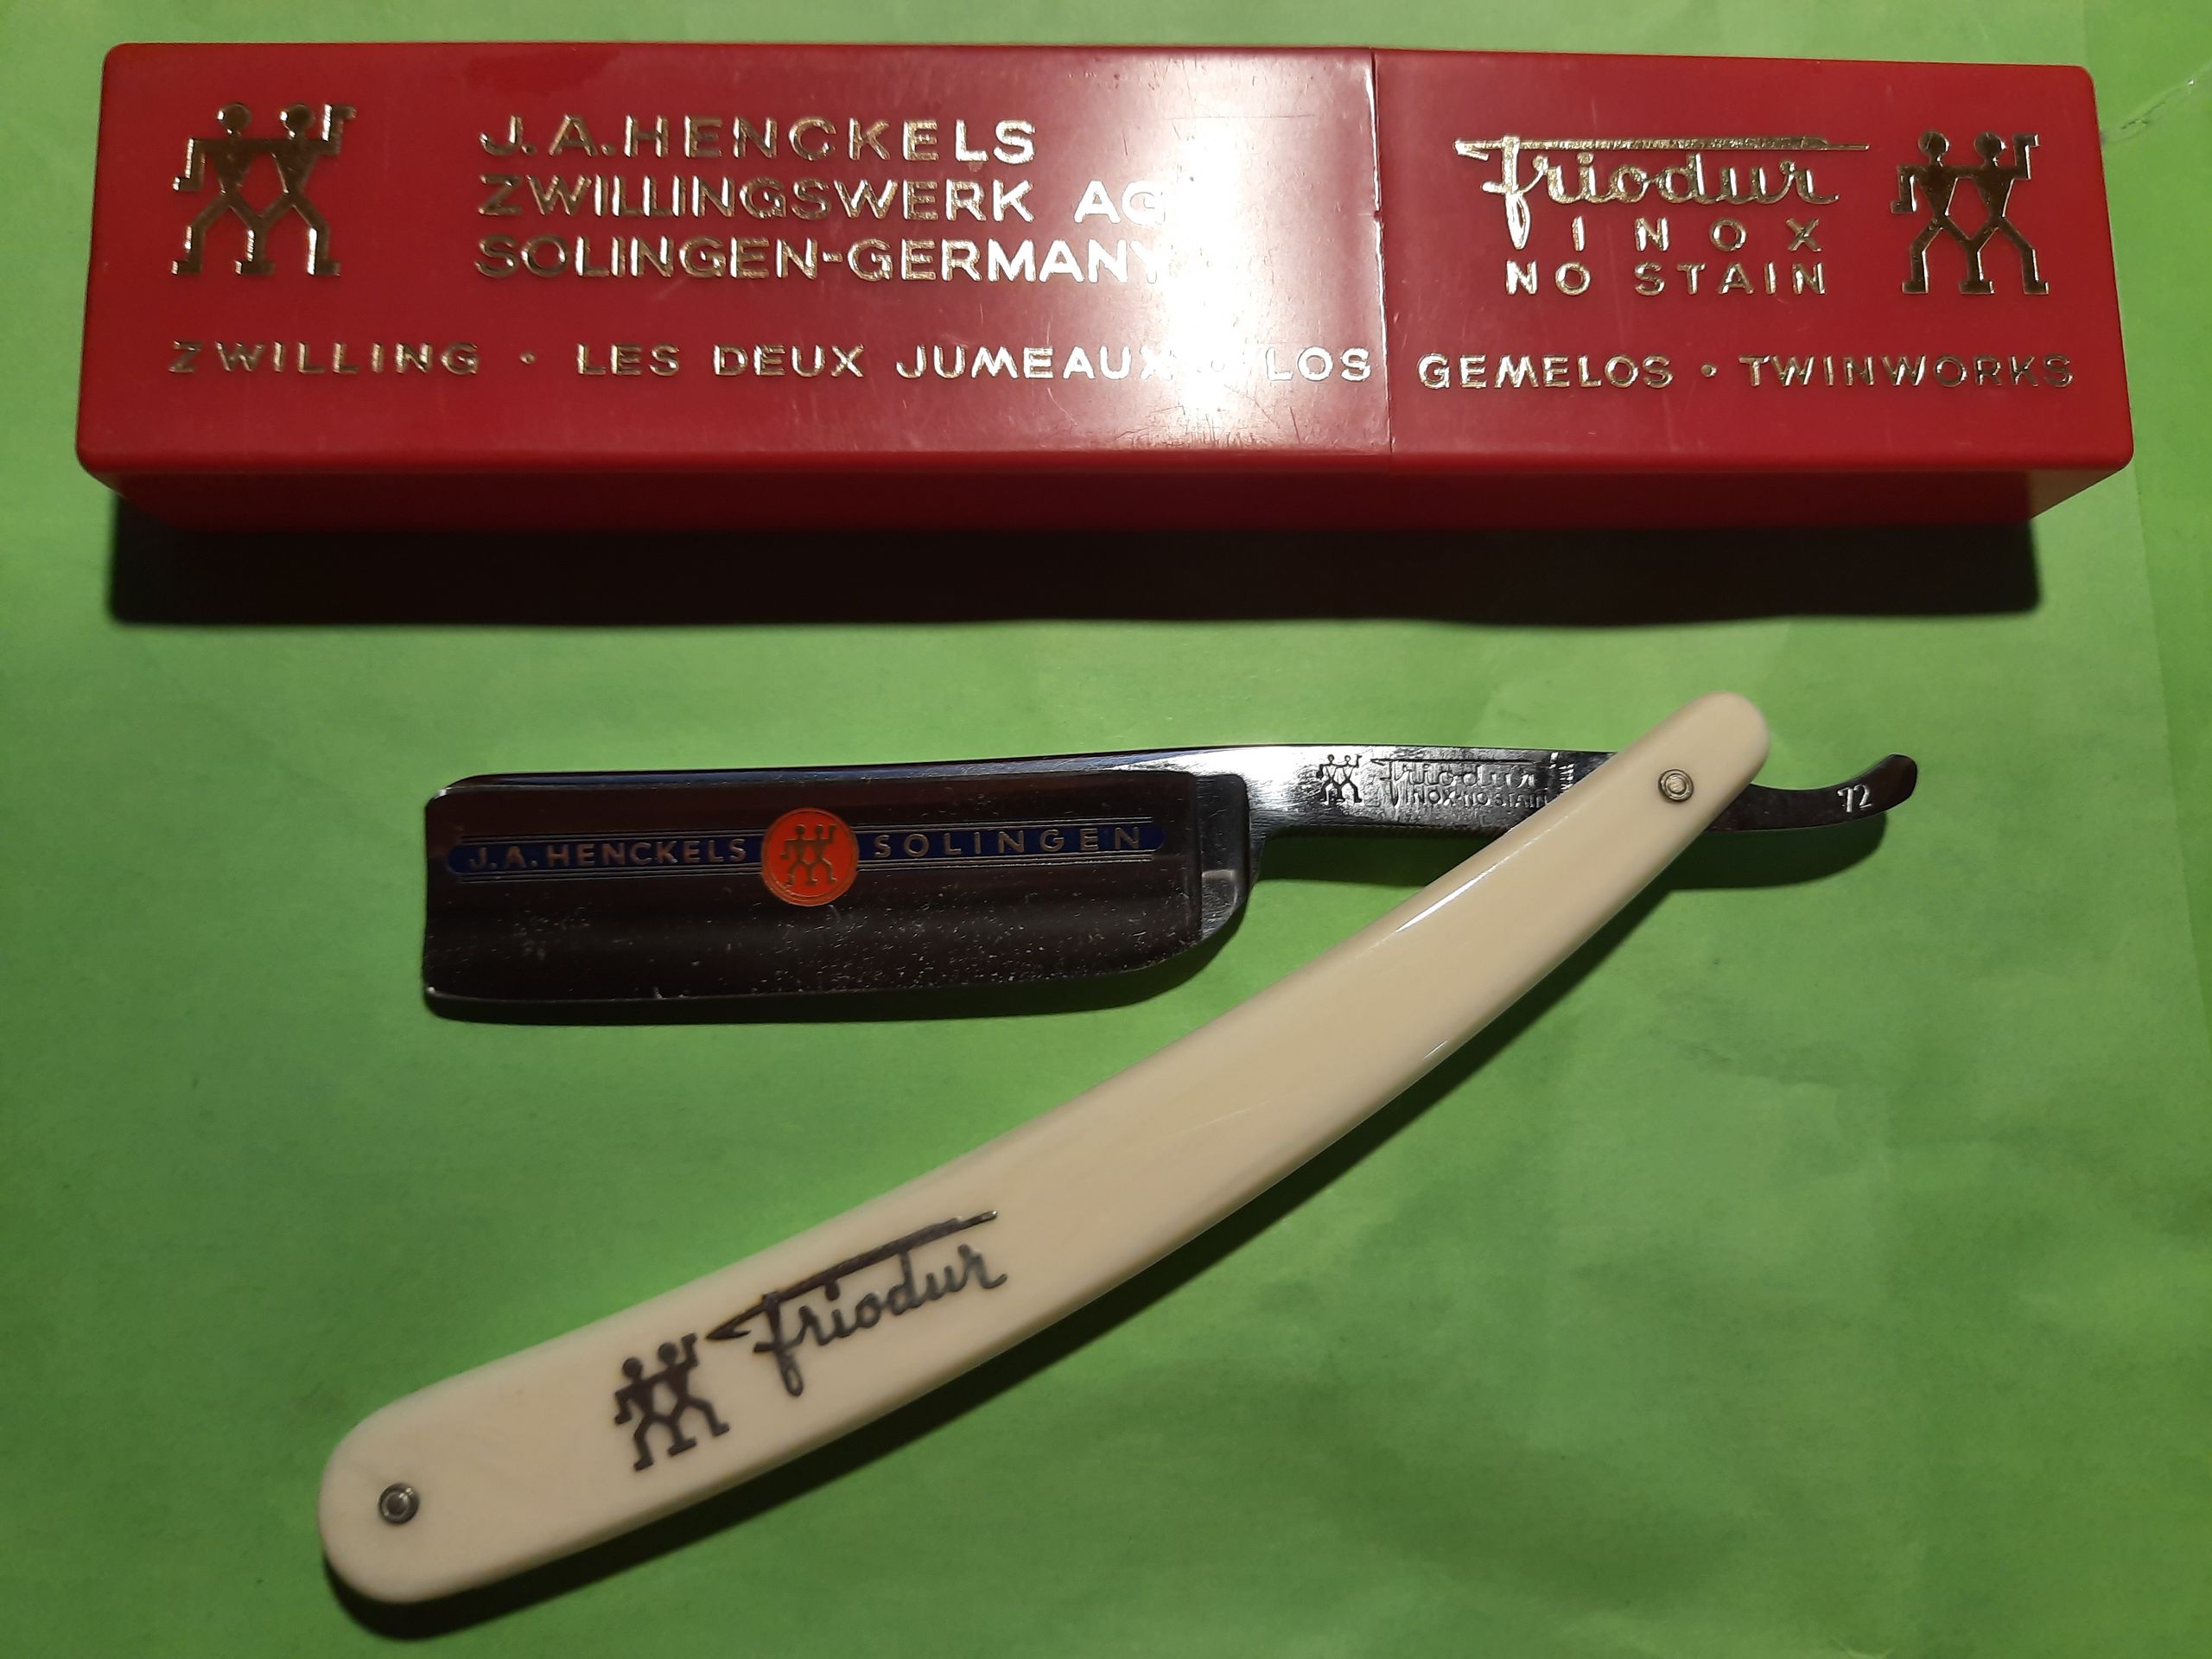 J.A.HENCKELS
ZWILLINGSWERK AG
SOLINGEN-GERMANY
friodur
INOX
NO STAIN
ZWILLING • LES DEUX JUMEAUX • LOS GEMELOS • TWINWORKS
friodur
INOX-NO STAIN
72
J.A.HENCKELS SOLINGEN
friodur